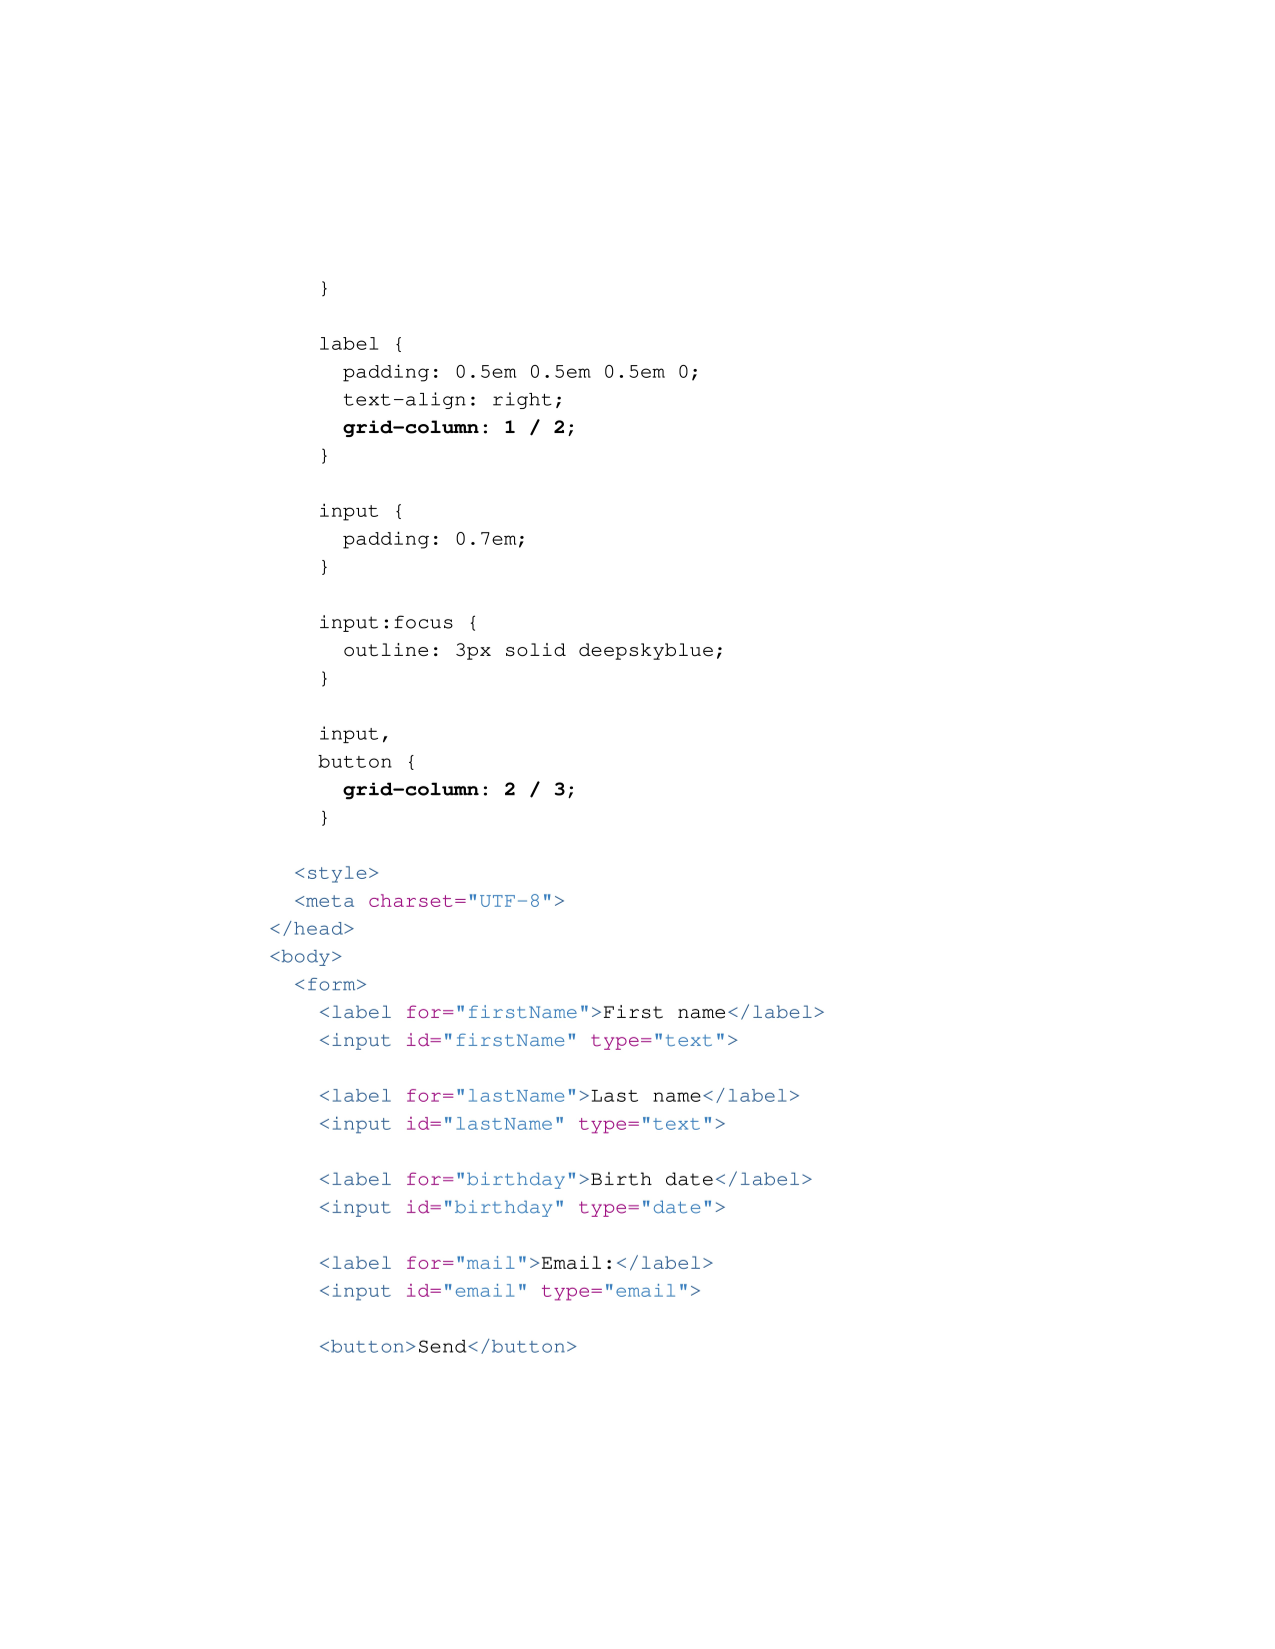 }
label {
padding: 0.5em 0.5em 0.5em 0;
text-align: right;
grid-column: 1 / 2;
}
input {
padding: 0.7em;
}
input:focus {
outline: 3px solid deepskyblue;
}
input,
button {
grid-column: 2 / 3;
}
<style>
<meta charset="UTF-8">
</head>
<body>
<form>
<label for="firstName">First name</label>
<input id="firstName" type="text">
<label for="lastName">Last name</label>
<input id="lastName" type="text">
<label for="birthday">Birth date</label>
<input id="birthday" type="date">
<label for="mail">Email:</label>
<input id="email" type="email">
<button>Send</button>